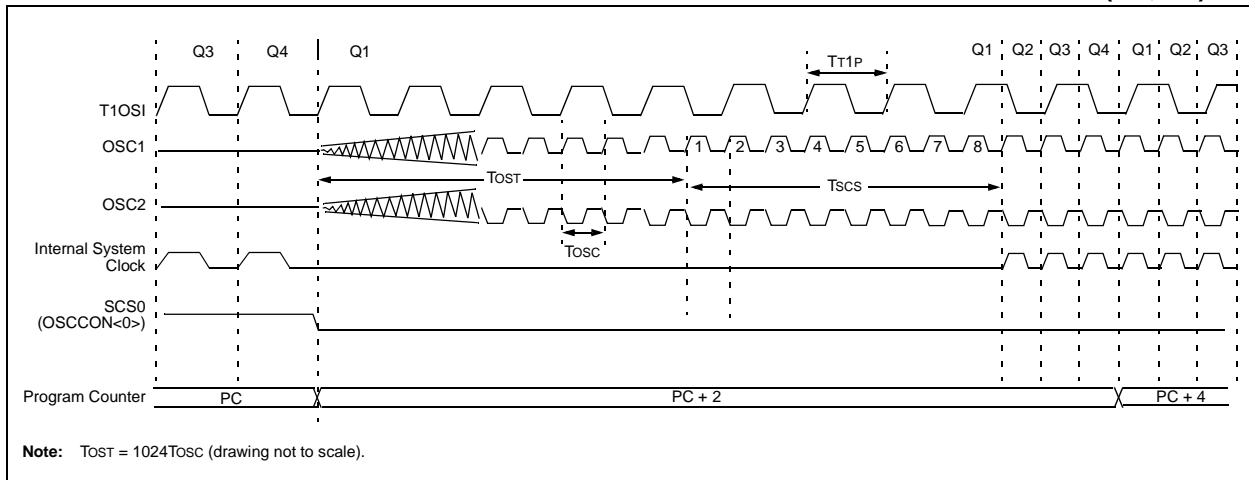 Q3 Q4 Q1 Q1 Q2 Q3 Q4 Q1 Q2 Q3
TT1P
T1OSI
OSC1
1 2 3 4 5 6 7 8
TOST
TSCS
OSC2
TOSC
Internal System
Clock
SCS0
(OSCCON<0>)
Program Counter
PC PC + 2 PC + 4
Note: TOST = 1024TOSC (drawing not to scale).